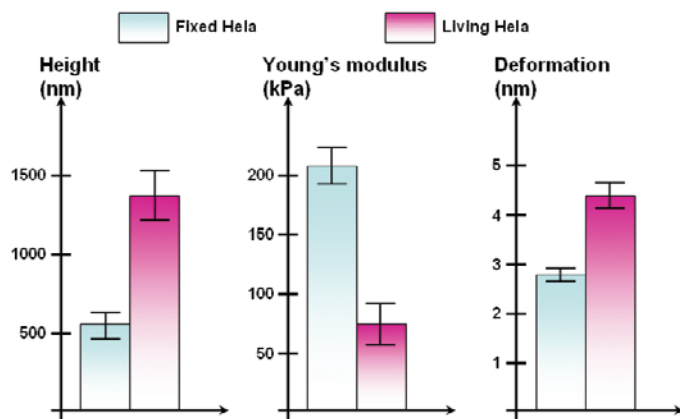 Fixed Hela
Living Hela
Height
(nm)
1500
1000
500
Young's modulus
(kPa)
200
150
100
50
Deformation
(nm)
5
4
3
2
1